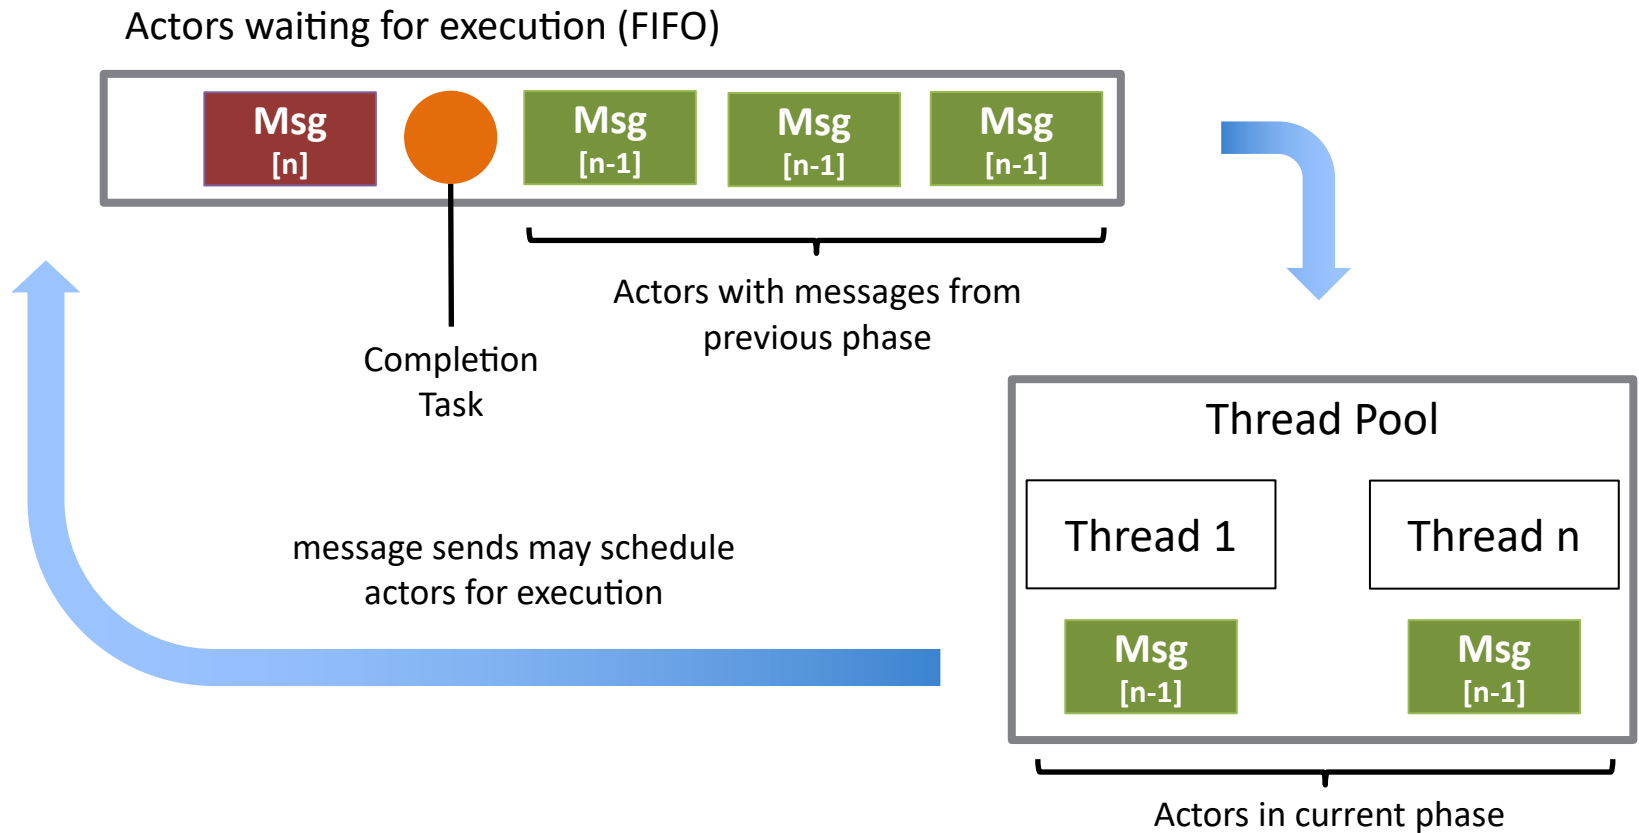 Actors waiting for execution (FIFO)
Msg
[n]
Msg
[n-1]
Msg
[n-1]
Msg
[n-1]
Actors with messages from
previous phase
Completion
Task
Thread Pool
Thread 1
Thread n
message sends may schedule
actors for execution
Msg
[n-1]
Msg
[n-1]
Actors in current phase